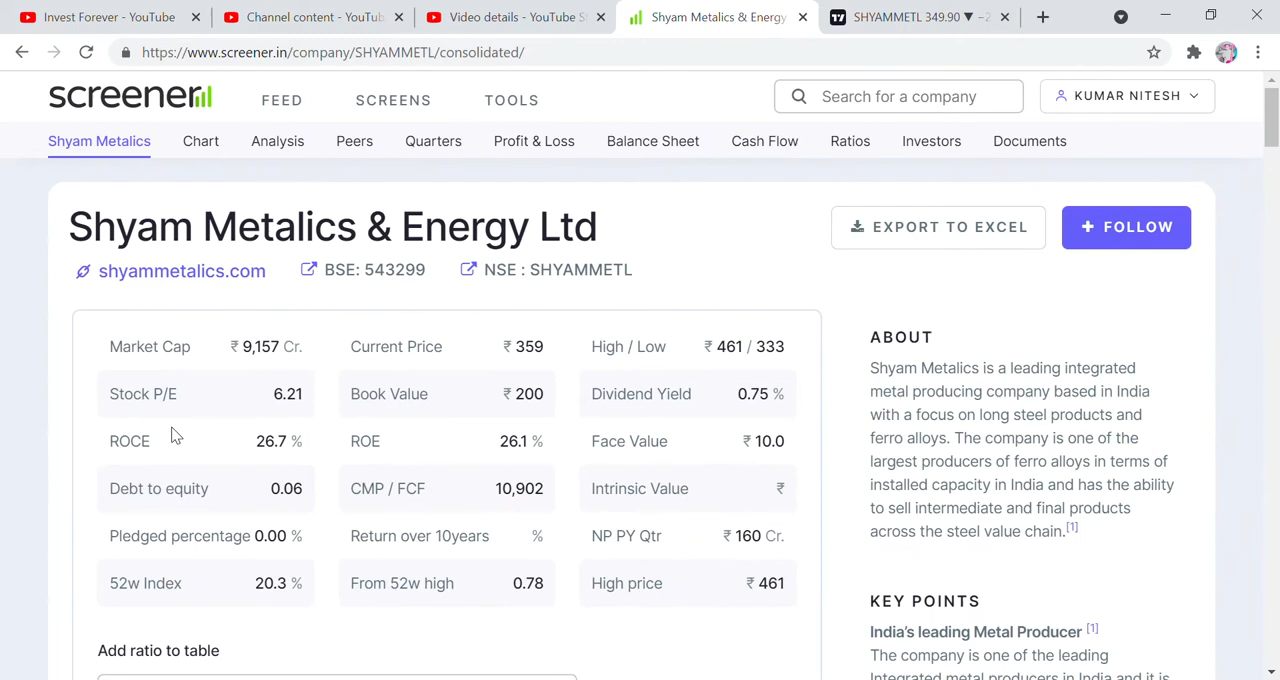 Invest Forever - YouTube
Channel content - YouTub
Video details - YouTube S
Shyam Metalics & Energy
SHYAMMETL 349.90 ▼ −2
https://www.screener.in/company/SHYAMMETL/consolidated/
screener
FEED
SCREENS
TOOLS
Search for a company
KUMAR NITESH
Shyam Metalics
Chart
Analysis
Peers
Quarters
Profit & Loss
Balance Sheet
Cash Flow
Ratios
Investors
Documents
Shyam Metalics & Energy Ltd
EXPORT TO EXCEL
+ FOLLOW
shyammetalics.com
BSE: 543299
NSE : SHYAMMETL
Market Cap ₹ 9,157 Cr.
Current Price ₹ 359
High / Low ₹ 461 / 333
Stock P/E 6.21
Book Value ₹ 200
Dividend Yield 0.75 %
ROCE 26.7 %
ROE 26.1 %
Face Value ₹ 10.0
Debt to equity 0.06
CMP / FCF 10,902
Intrinsic Value ₹
Pledged percentage 0.00 %
Return over 10years %
NP PY Qtr ₹ 160 Cr.
52w Index 20.3 %
From 52w high 0.78
High price ₹ 461
Add ratio to table
ABOUT
Shyam Metalics is a leading integrated
metal producing company based in India
with a focus on long steel products and
ferro alloys. The company is one of the
largest producers of ferro alloys in terms of
installed capacity in India and has the ability
to sell intermediate and final products
across the steel value chain.[1]
KEY POINTS
India's leading Metal Producer [1]
The company is one of the leading
Integrated metal producers in India and it is